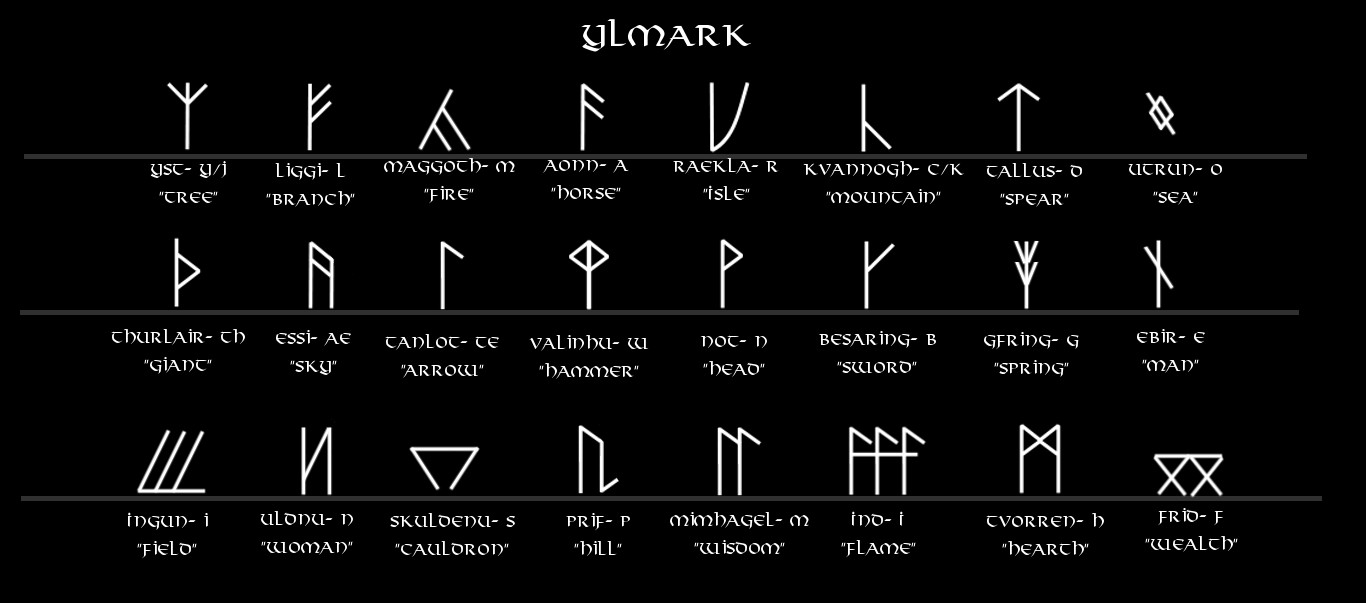 YLMARK
YST- Y/J LIGGI- L MAGGOTH- M AONN- A RAEKLA- R KVANNOGH- C/K TALLUS- D UTRUN- O
"TREE" "BRANCH" "FIRE" "HORSE" "ISLE" "MOUNTAIN" "SPEAR" "SEA"
THURLAIR- TH ESSI- AE TANLOT- TE VALINHU- W NOT- N BESARING- B GFRING- G EBIR- E
"GIANT" "SKY" "ARROW" "HAMMER" "HEAD" "SWORD" "SPRING" "MAN"
INGUN- I ULDNU- N SKULDENU- S PRIF- P MIMHAGEL- M IND- I TVORREN- H FRID- F
"FIELD" "WOMAN" "CAULDRON" "HILL" "WISDOM" "FLAME" "HEARTH" "WEALTH"